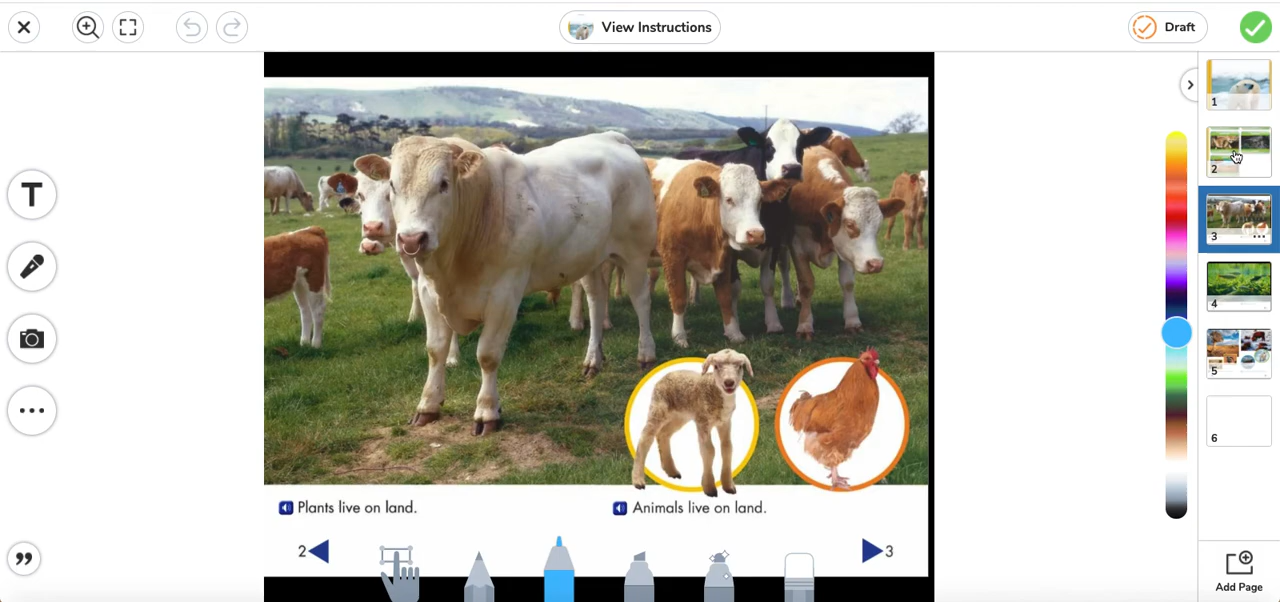 View Instructions
Draft
1
2
3
4
5
6
T
Plants live on land.
Animals live on land.
2
3
Add Page